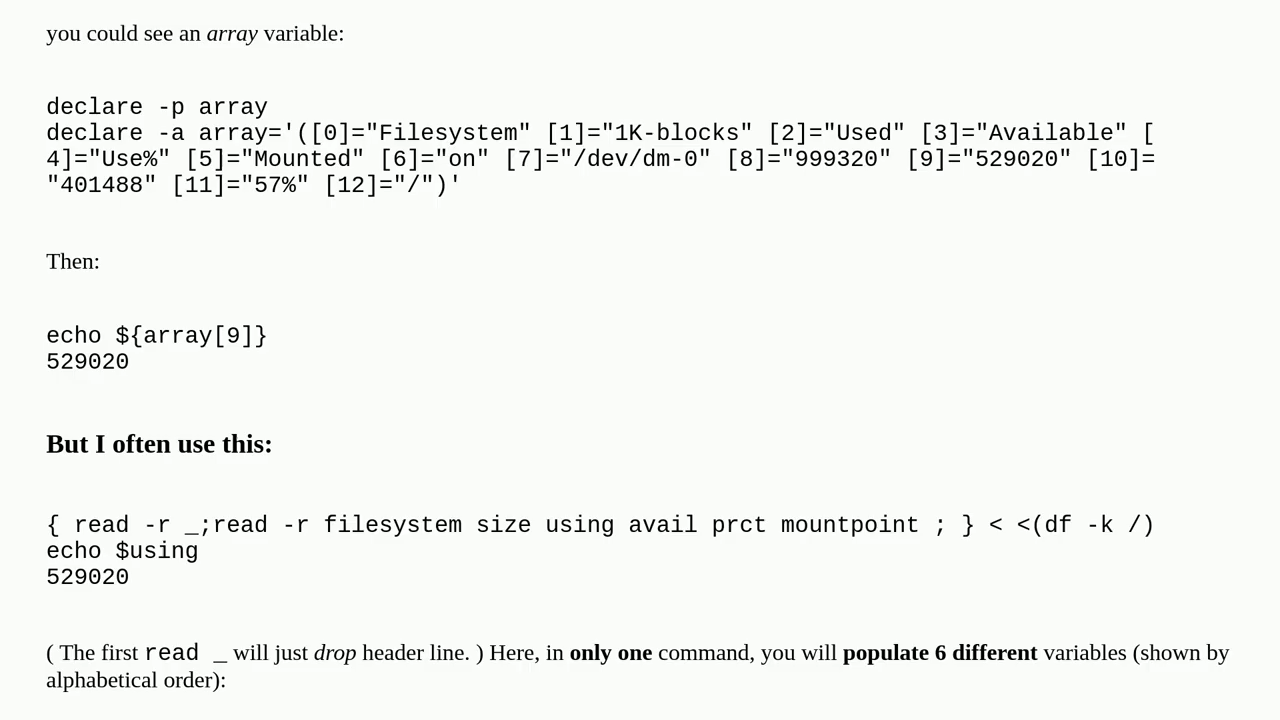 you could see an array variable:
declare -p array
declare -a array='([0]="Filesystem" [1]="1K-blocks" [2]="Used" [3]="Available" [
4]="Use%" [5]="Mounted" [6]="on" [7]="/dev/dm-0" [8]="999320" [9]="529020" [10]=
"401488" [11]="57%" [12]="/")'
Then:
echo ${array[9]}
529020
But I often use this:
{ read -r _;read -r filesystem size using avail prct mountpoint ; } < <(df -k /)
echo $using
529020
( The first read _ will just drop header line. ) Here, in only one command, you will populate 6 different variables (shown by
alphabetical order):